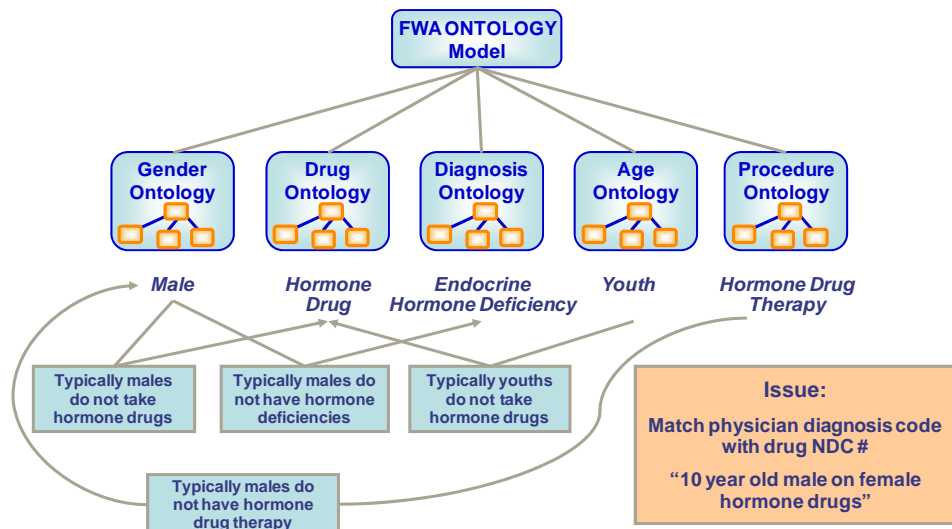 FWA ONTOLOGY
Model
Gender
Ontology
Drug
Ontology
Diagnosis
Ontology
Age
Ontology
Procedure
Ontology
Male
Hormone
Drug
Endocrine
Hormone Deficiency
Youth
Hormone Drug
Therapy
Typically males
do not take
hormone drugs
Typically males do
not have hormone
deficiencies
Typically youths
do not take
hormone drugs
Typically males do
not have hormone
drug therapy
Issue:
Match physician diagnosis code
with drug NDC #
“10 year old male on female
hormone drugs”